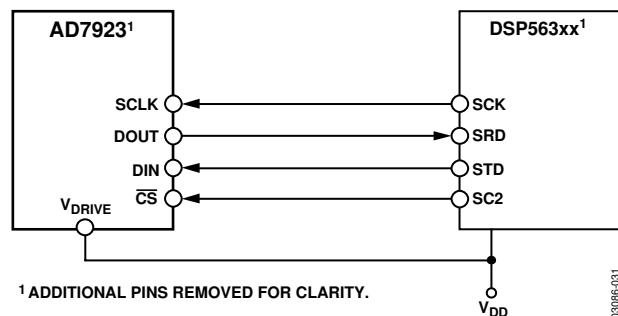 AD7923¹
DSP563xx¹
SCLK
SCK
DOUT
SRD
DIN
STD
CS
SC2
VDRIVE
VDD
¹ ADDITIONAL PINS REMOVED FOR CLARITY.
03086-031